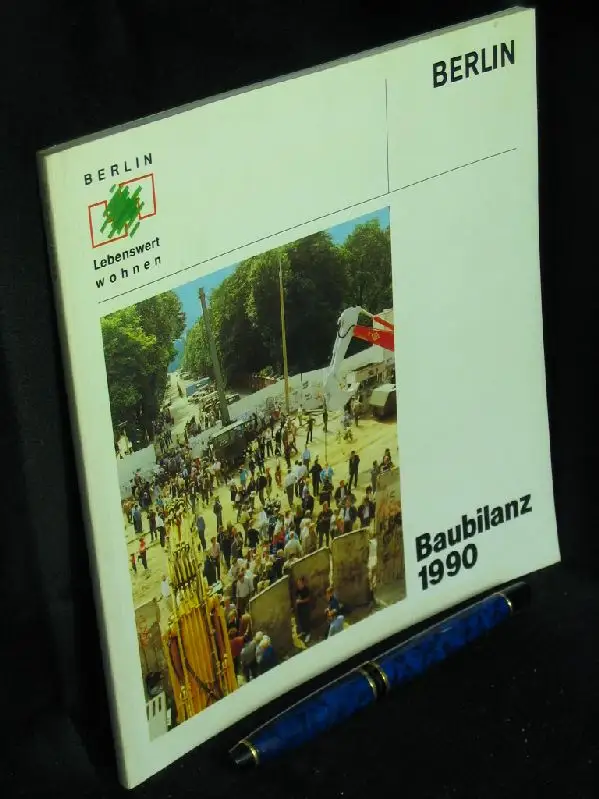 BERLIN
BERLIN
Lebenswert
wohnen
Baubilanz
1990